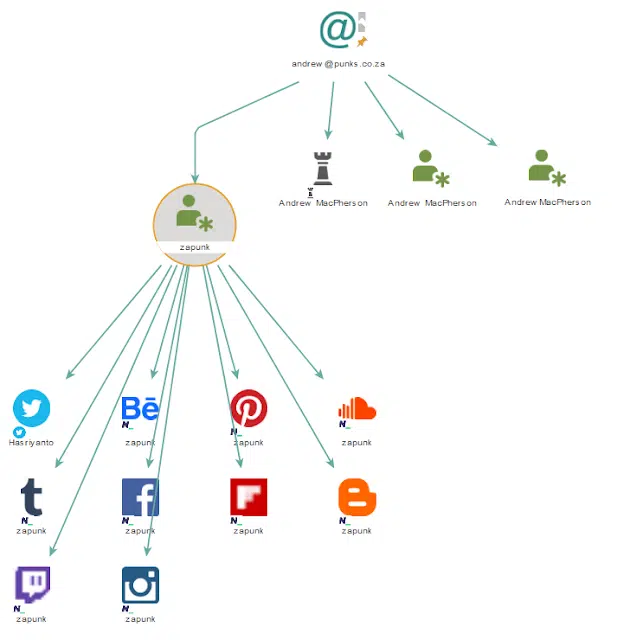 andrew@punks.co.za
Andrew MacPherson
Andrew MacPherson
Andrew MacPherson
zapunk
Bē
Hasriyanto
zapunk
zapunk
zapunk
N_
N_
N_
t
f
zapunk
zapunk
zapunk
zapunk
N_
N_
N_
N_
zapunk
zapunk
N_
N_